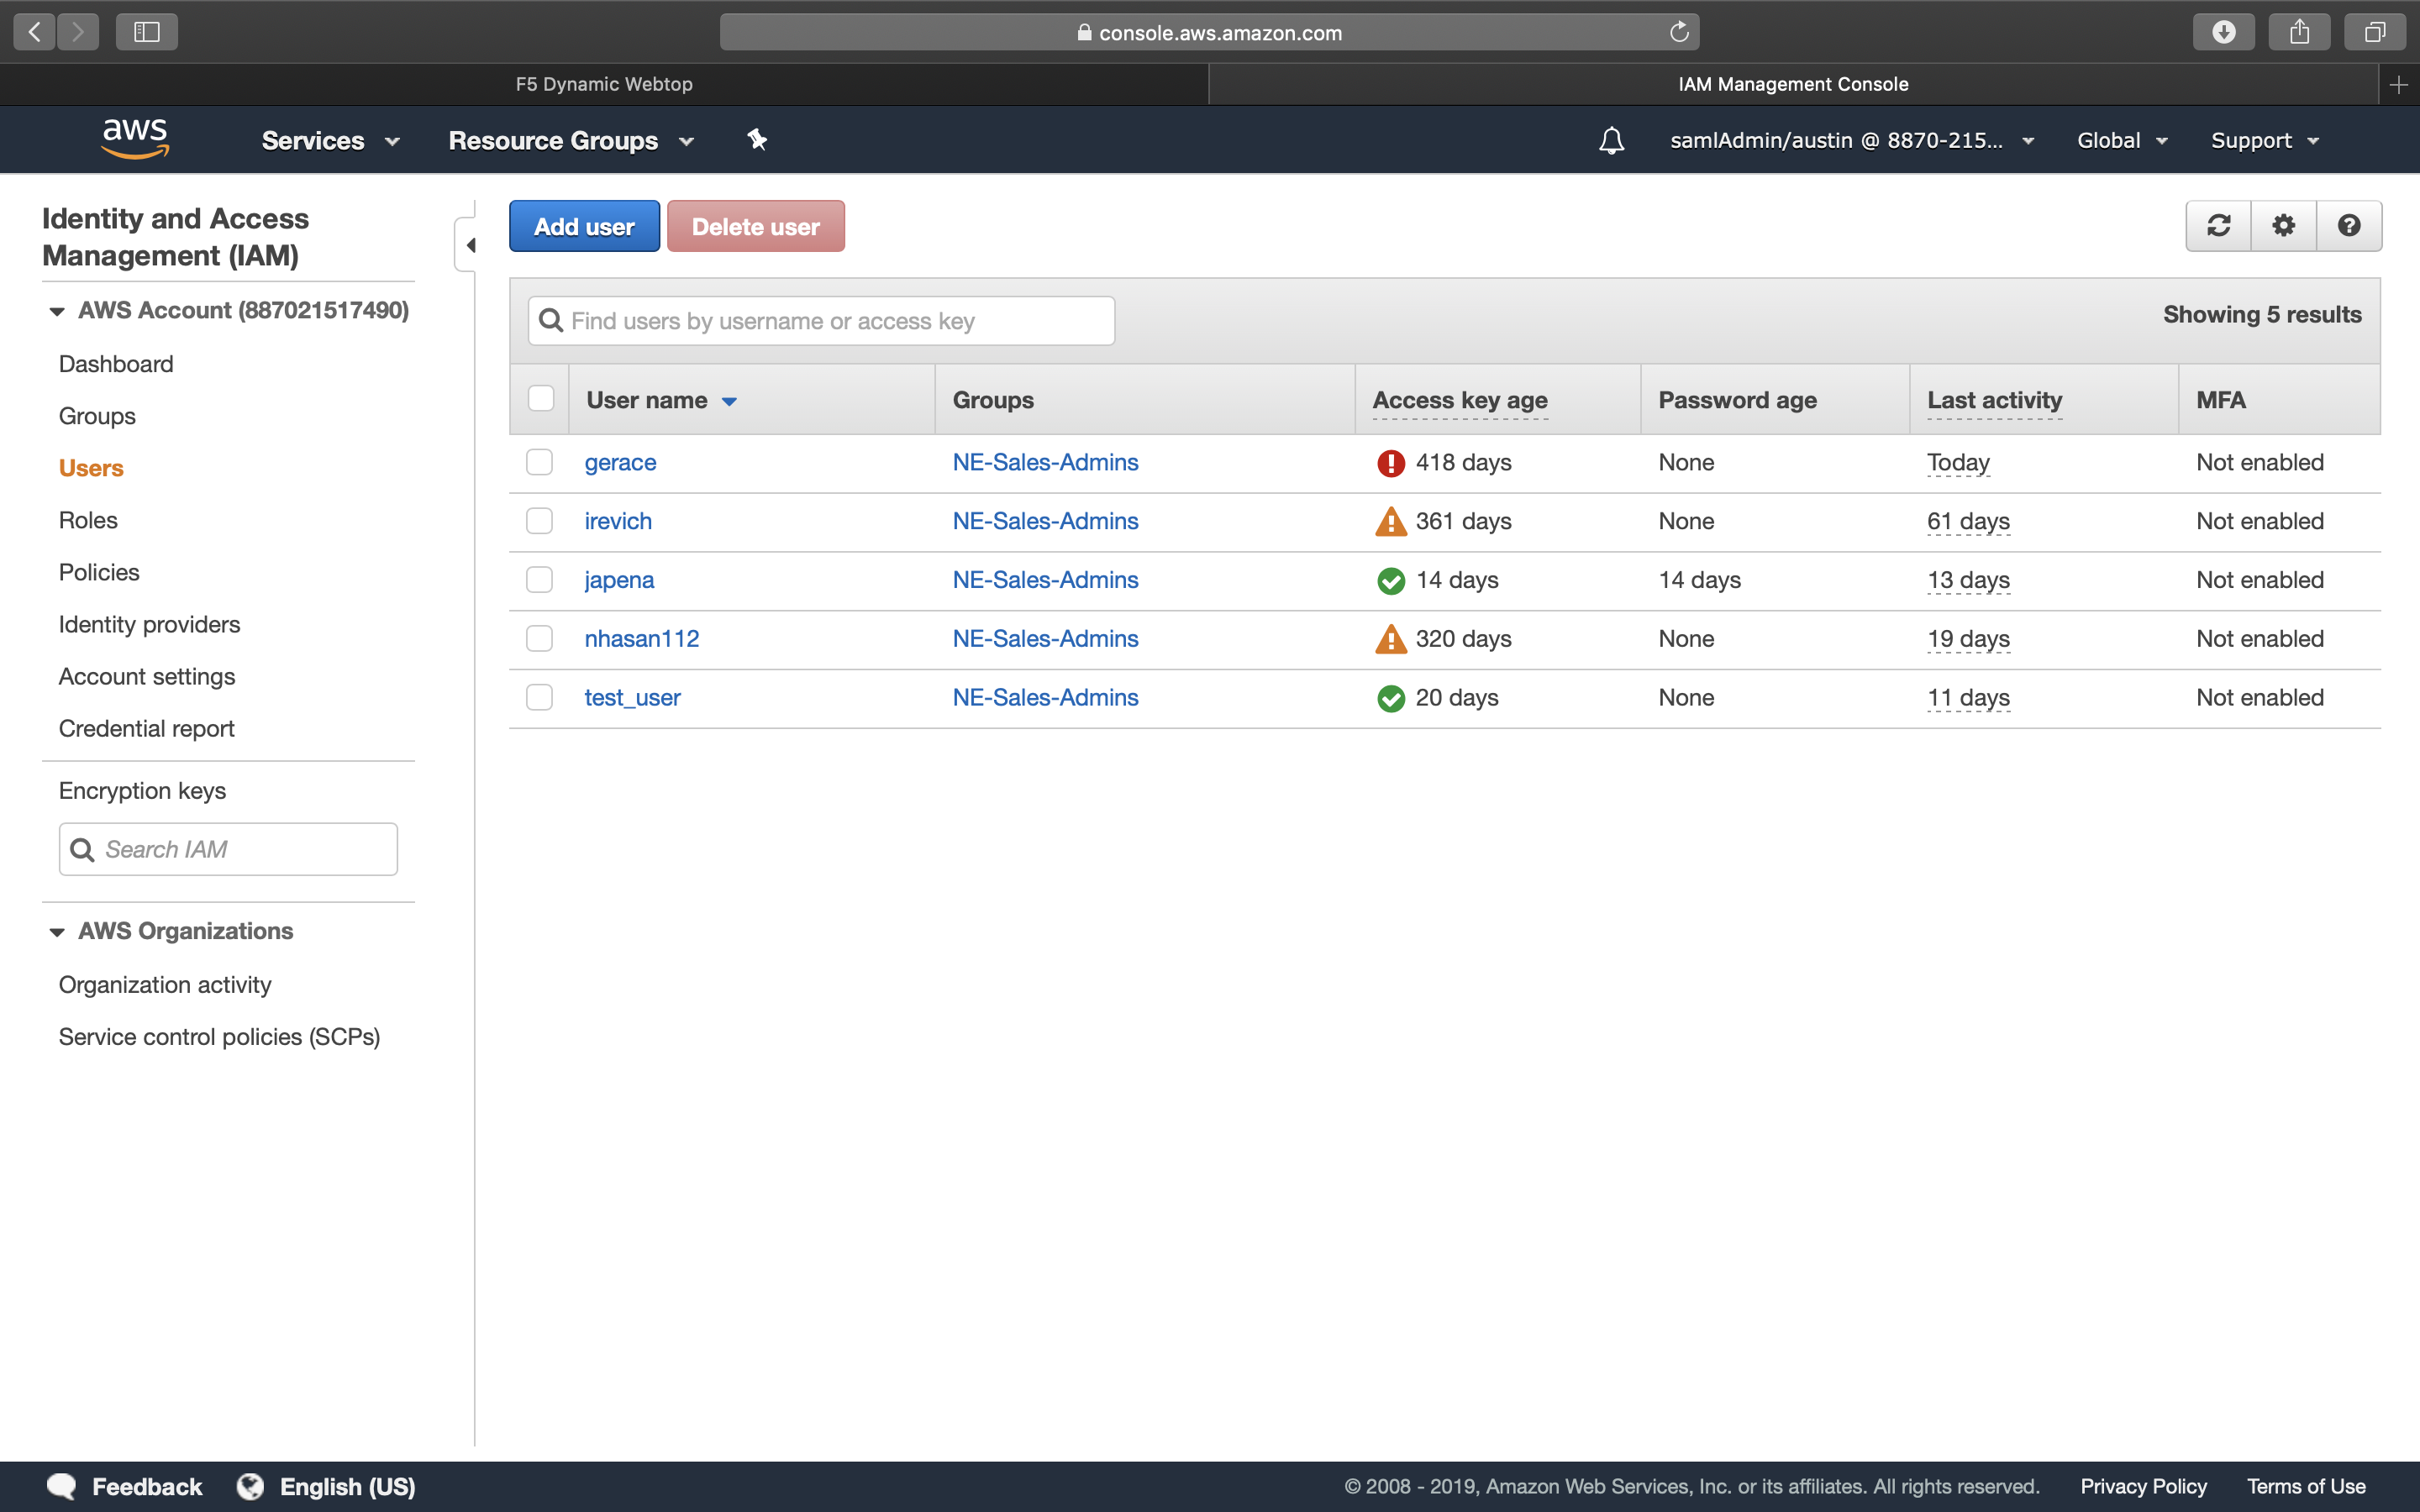 console.aws.amazon.com
F5 Dynamic Webtop
IAM Management Console
aws
Services
Resource Groups
samlAdmin/austin @ 8870-215...
Global
Support
Identity and Access
Management (IAM)
AWS Account (887021517490)
Dashboard
Groups
Users
Roles
Policies
Identity providers
Account settings
Credential report
Encryption keys
Search IAM
AWS Organizations
Organization activity
Service control policies (SCPs)
Add user
Delete user
Find users by username or access key
Showing 5 results
User name Groups Access key age Password age Last activity MFA
gerace NE-Sales-Admins 418 days None Today Not enabled
irevich NE-Sales-Admins 361 days None 61 days Not enabled
japena NE-Sales-Admins 14 days 14 days 13 days Not enabled
nhasan112 NE-Sales-Admins 320 days None 19 days Not enabled
test_user NE-Sales-Admins 20 days None 11 days Not enabled
Feedback
English (US)
© 2008 - 2019, Amazon Web Services, Inc. or its affiliates. All rights reserved.
Privacy Policy
Terms of Use